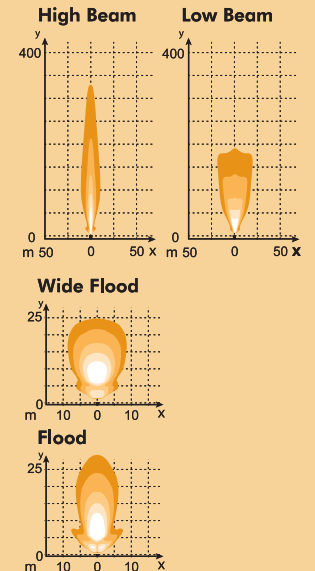 High Beam Low Beam
y y
400 400
0 0
m 50 0 50 x m 50 0 50 x
Wide Flood
y
25
0
m 10 0 10 x
Flood
y
25
0
m 10 0 10 x